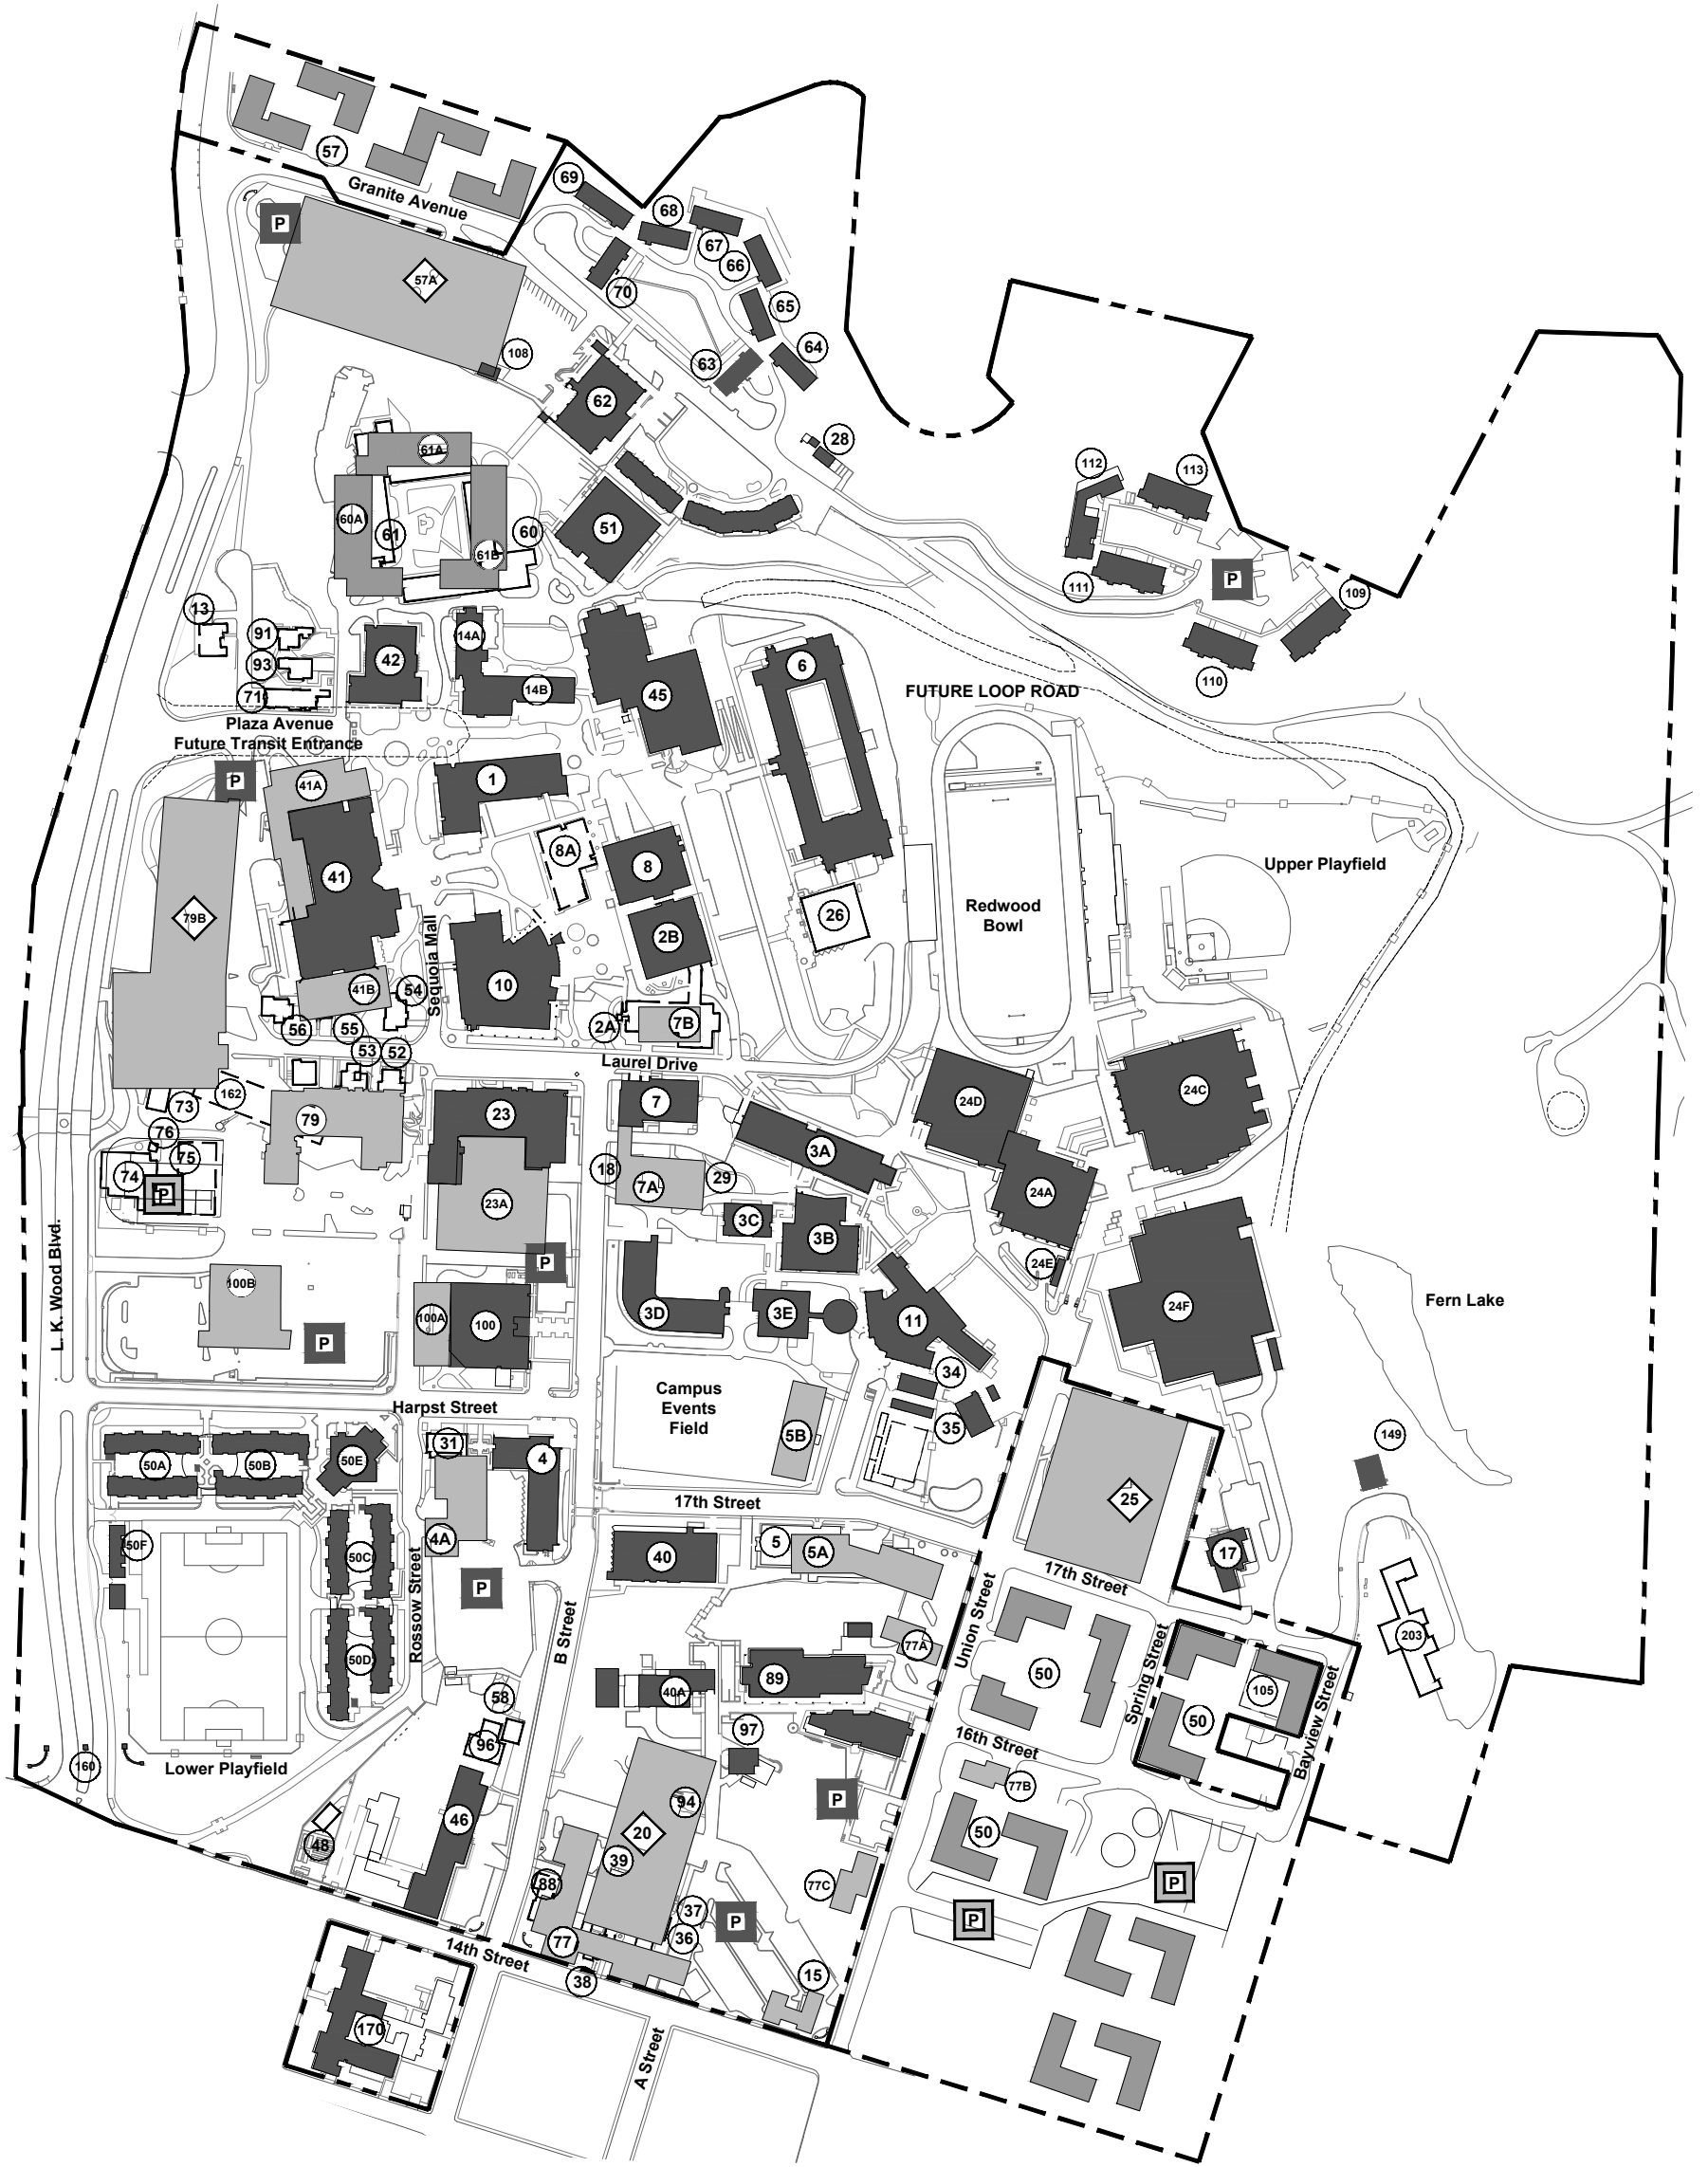 57
Granite Avenue
69
68
67
66
P
57A
70
65
64
63
108
62
28
61A
112
113
60A
61
60
61B
51
111
P
109
13
91
14A
93
42
6
110
71
14B
45
FUTURE LOOP ROAD
Plaza Avenue
Future Transit Entrance
P
41A
1
8A
8
Upper Playfield
41
79B
26
Redwood
Bowl
2B
Sequoia Mall
10
54
41B
56
55
2A
7B
53
52
Laurel Drive
162
73
79
23
7
24D
24C
76
75
74
P
3A
18
29
7A
23A
24A
3C
3B
L. K. Wood Blvd.
P
24E
100B
Fern Lake
100A
100
3D
3E
11
24F
P
34
Campus
Events
Field
Harpst Street
5B
35
31
149
50A
50B
50E
4
17th Street
25
50F
4A
50C
40
5
5A
17
17th Street
P
Rossow Street
B Street
Union Street
77A
203
50D
89
50
Spring Street
105
58
40A
50
Bayview Street
97
96
16th Street
160
Lower Playfield
77B
P
94
46
20
50
48
39
88
77C
P
37
P
P
36
77
14th Street
38
15
170
A Street